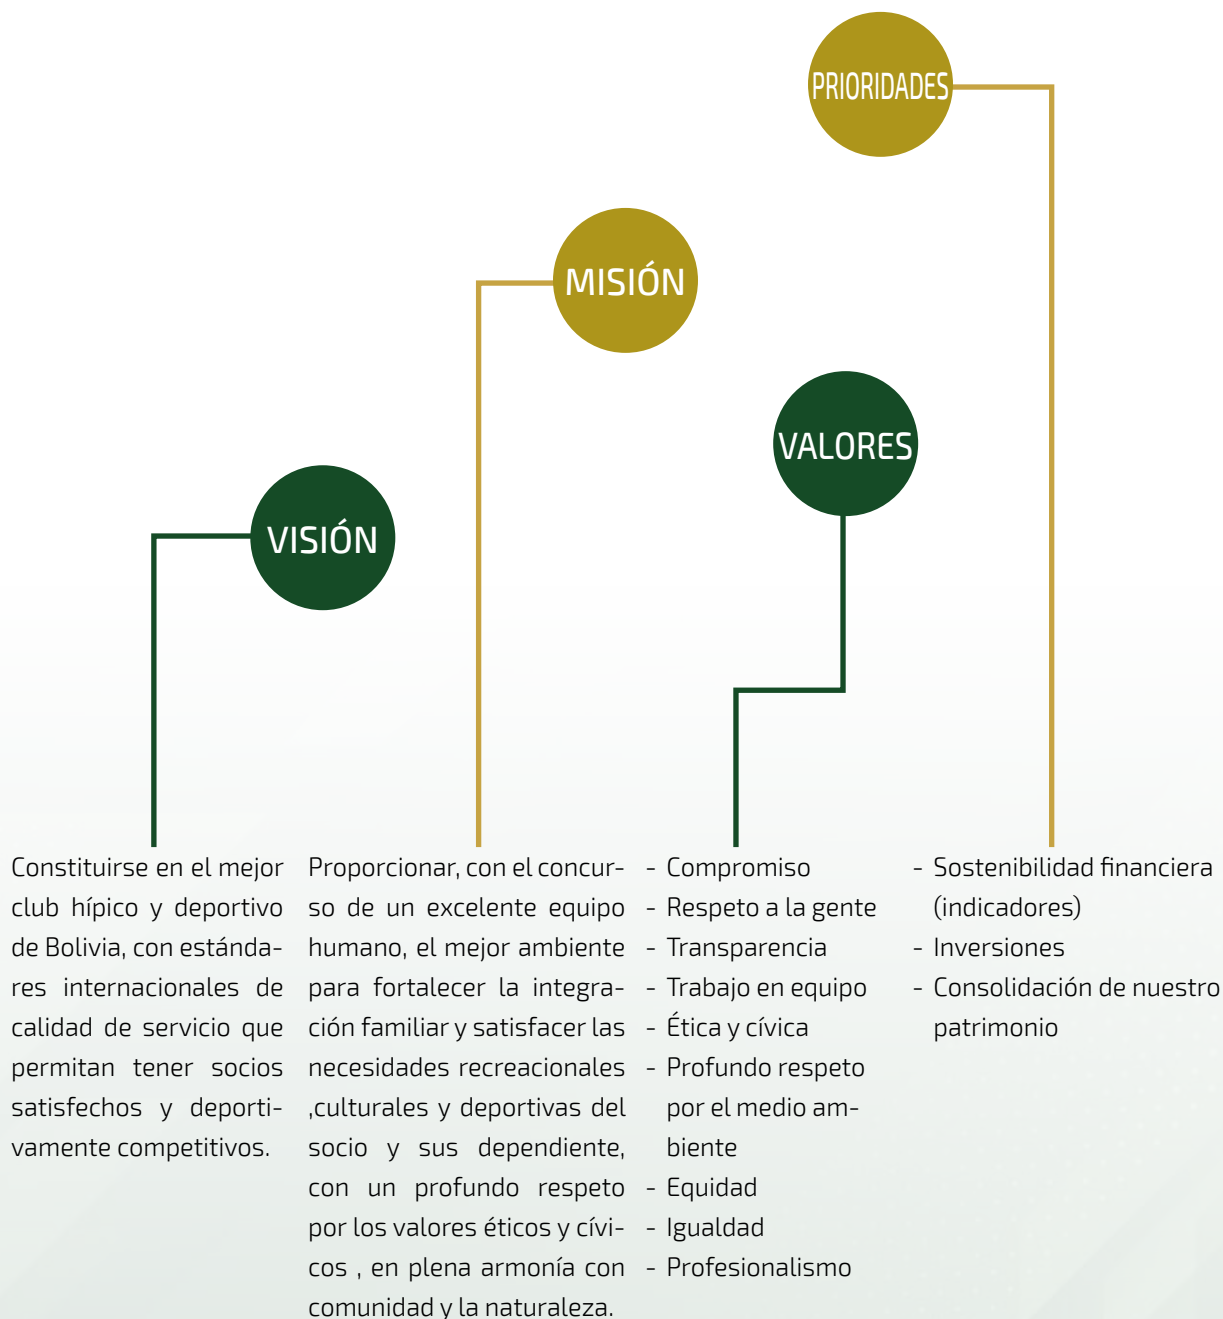 PRIORIDADES
MISIÓN
VALORES
VISIÓN
Constituirse en el mejor
club hípico y deportivo
de Bolivia, con estánda-
res internacionales de
calidad de servicio que
permitan tener socios
satisfechos y deporti-
vamente competitivos.
Proporcionar, con el concur-
so de un excelente equipo
humano, el mejor ambiente
para fortalecer la integra-
ción familiar y satisfacer las
necesidades recreacionales
,culturales y deportivas del
socio y sus dependiente,
con un profundo respeto
por los valores éticos y cívi-
cos , en plena armonía con
comunidad y la naturaleza.
- Compromiso
- Respeto a la gente
- Transparencia
- Trabajo en equipo
- Ética y cívica
- Profundo respeto
por el medio am-
biente
- Equidad
- Igualdad
- Profesionalismo
- Sostenibilidad financiera
(indicadores)
- Inversiones
- Consolidación de nuestro
patrimonio